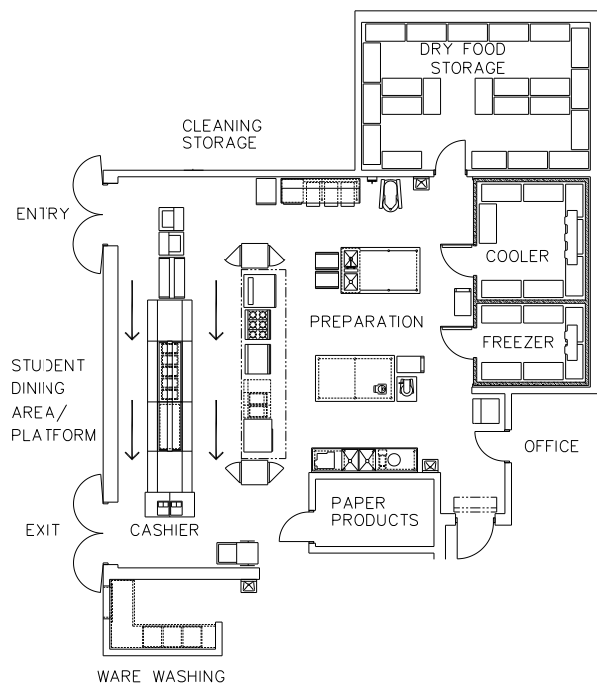 DRY FOOD
STORAGE
CLEANING
STORAGE
ENTRY
COOLER
PREPARATION
FREEZER
STUDENT
DINING
AREA/
PLATFORM
OFFICE
PAPER
PRODUCTS
EXIT
CASHIER
WARE WASHING